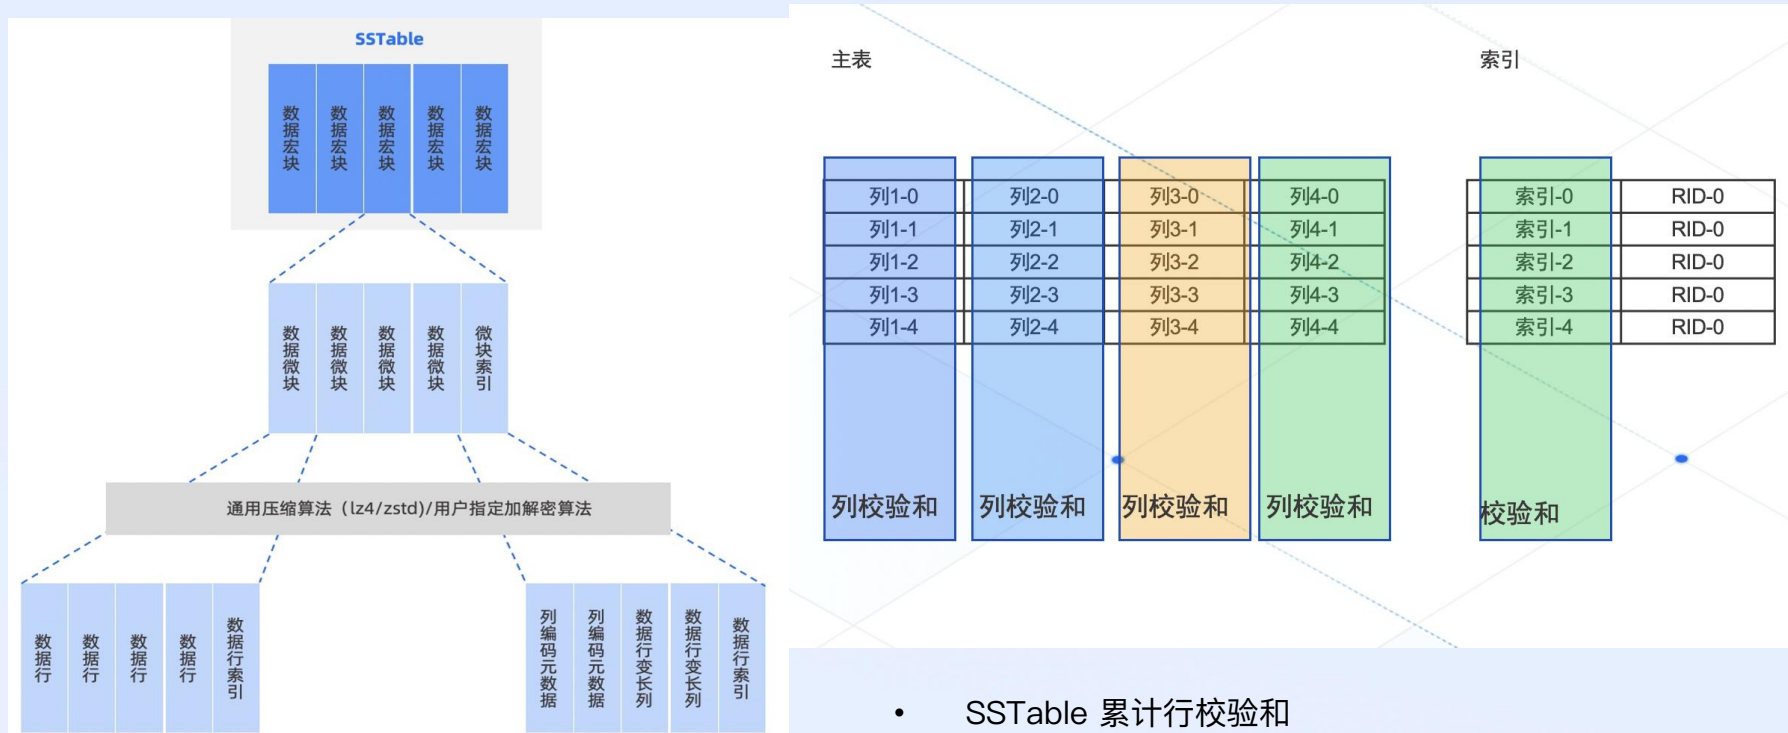 SSTable
数据宏块
数据宏块
数据宏块
数据宏块
数据宏块
数据微块
数据微块
数据微块
数据微块
微块索引
通用压缩算法（lz4/zstd)/用户指定加解密算法
数据行
数据行
数据行
数据行
数据行索引
列编码元数据
列编码元数据
数据行变长列
数据行变长列
数据行索引
主表
列1-0 列2-0 列3-0 列4-0
列1-1 列2-1 列3-1 列4-1
列1-2 列2-2 列3-2 列4-2
列1-3 列2-3 列3-3 列4-3
列1-4 列2-4 列3-4 列4-4
列校验和 列校验和 列校验和 列校验和
索引
索引-0 RID-0
索引-1 RID-0
索引-2 RID-0
索引-3 RID-0
索引-4 RID-0
校验和
• SSTable 累计行校验和